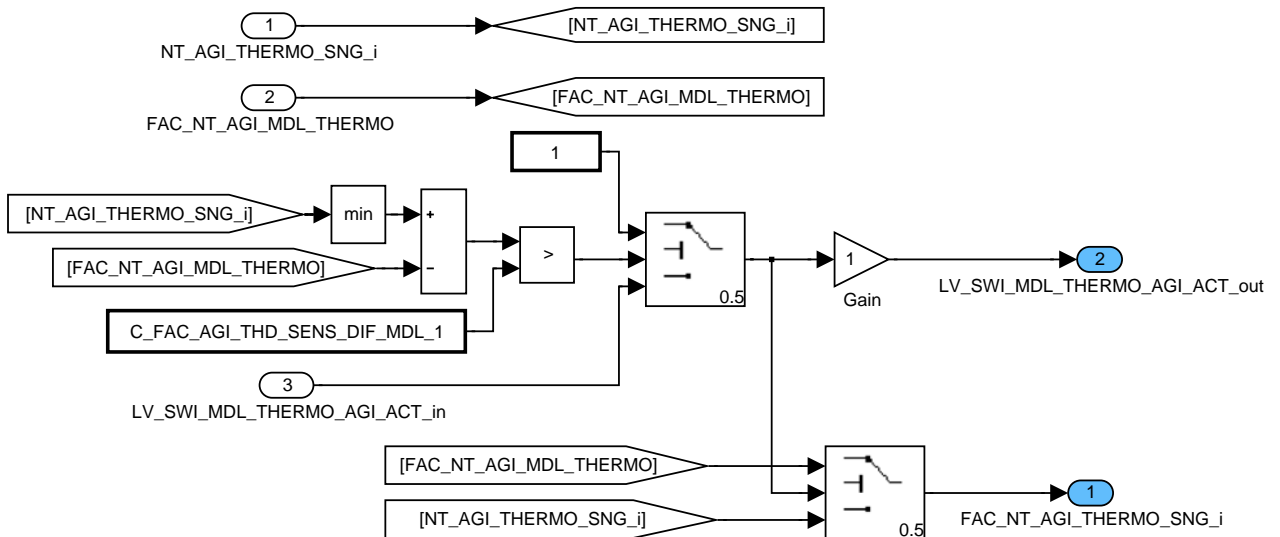 1
[NT_AGI_THERMO_SNG_i]
NT_AGI_THERMO_SNG_i
2
[FAC_NT_AGI_MDL_THERMO]
FAC_NT_AGI_MDL_THERMO
1
[NT_AGI_THERMO_SNG_i]
min
+
[FAC_NT_AGI_MDL_THERMO]
−
>
0.5
1
Gain
2
LV_SWI_MDL_THERMO_AGI_ACT_out
C_FAC_AGI_THD_SENS_DIF_MDL_1
3
LV_SWI_MDL_THERMO_AGI_ACT_in
[FAC_NT_AGI_MDL_THERMO]
[NT_AGI_THERMO_SNG_i]
0.5
1
FAC_NT_AGI_THERMO_SNG_i